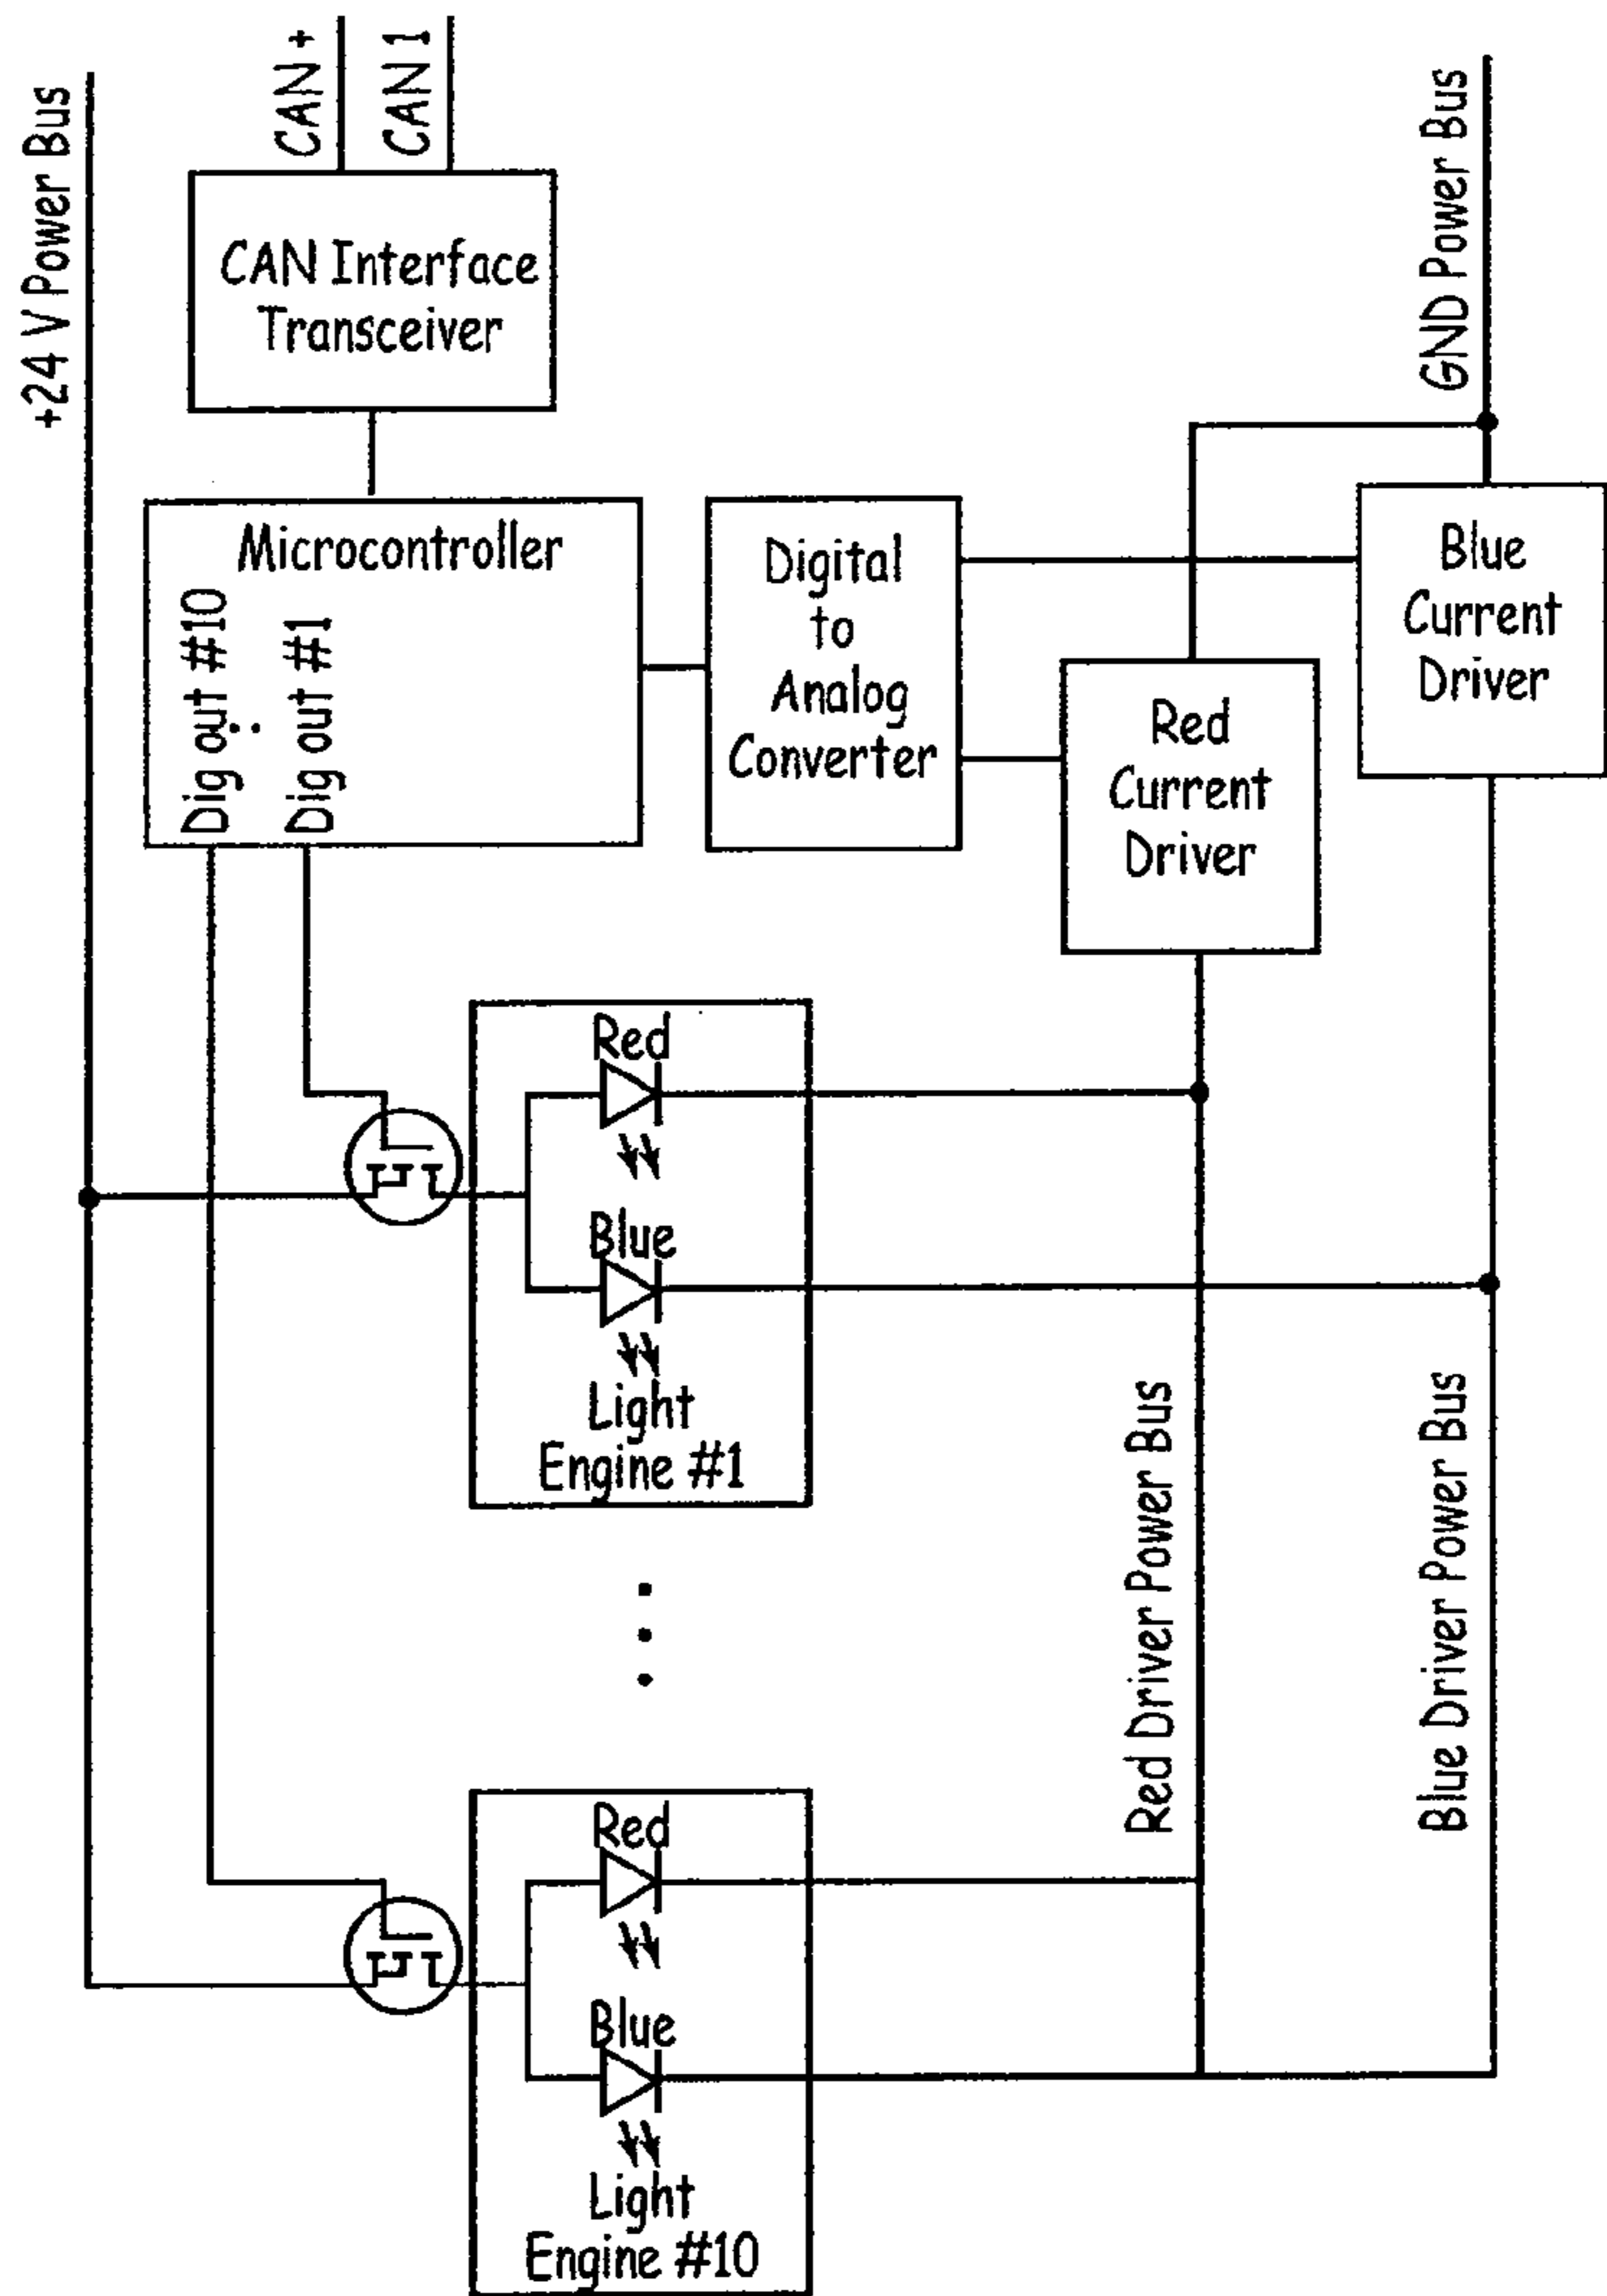 +24 V Power Bus
CAN +
CAN 1
GND Power Bus
CAN Interface
Transceiver
Microcontroller
Dig out #10
Dig out #1
Digital
to
Analog
Converter
Blue
Current
Driver
Red
Current
Driver
Red
Blue
Light
Engine #1
Red Driver Power Bus
Blue Driver Power Bus
Red
Blue
Light
Engine #10